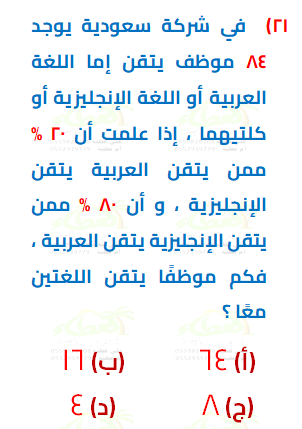 ٢١) في شركة سعودية يوجد
٨٤ موظف يتقن إما اللغة
العربية أو اللغة الإنجليزية أو
كلتيهما ، إذا علمت أن ٢٠ %
ممن يتقن العربية يتقن
الإنجليزية ، و أن ٨٠ % ممن
يتقن الإنجليزية يتقن العربية ،
فكم موظفًا يتقن اللغتين
معًا ؟
(أ) ٦٤ (ب) ١٦
(ج) ٨ (د) ٤